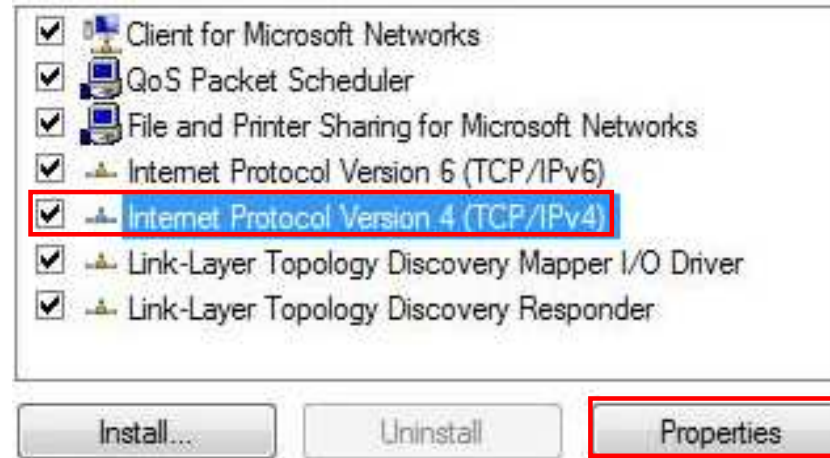 Client for Microsoft Networks
QoS Packet Scheduler
File and Printer Sharing for Microsoft Networks
Internet Protocol Version 6 (TCP/IPv6)
Internet Protocol Version 4 (TCP/IPv4)
Link-Layer Topology Discovery Mapper I/O Driver
Link-Layer Topology Discovery Responder
Install... Uninstall Properties